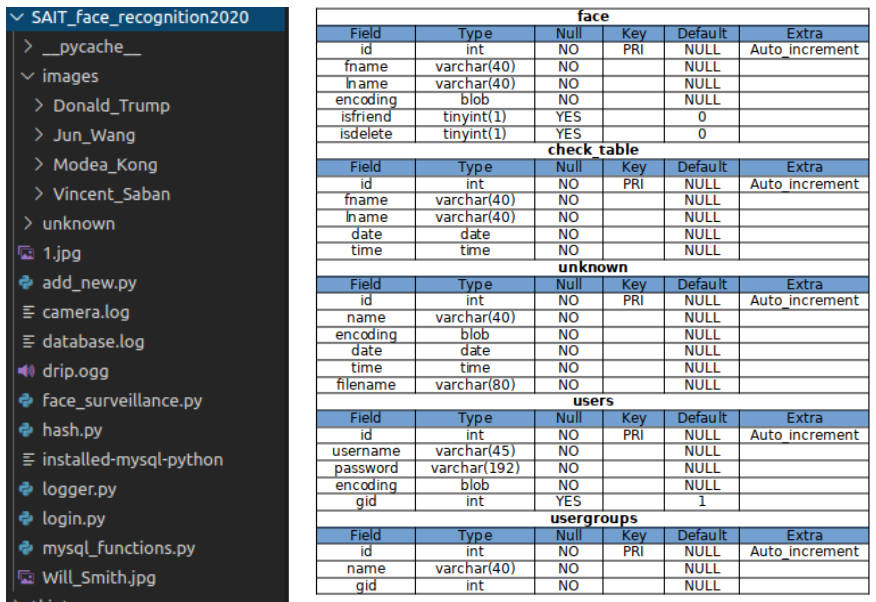 SAIT_face_recognition2020
__pycache__
images
Donald_Trump
Jun_Wang
Modea_Kong
Vincent_Saban
unknown
1.jpg
add_new.py
camera.log
database.log
drip.ogg
face_surveillance.py
hash.py
installed-mysql-python
logger.py
login.py
mysql_functions.py
Will_Smith.jpg
face
Field Type Null Key Default Extra
id int NO PRI NULL Auto_increment
fname varchar(40) NO NULL
lname varchar(40) NO NULL
encoding blob NO NULL
isfriend tinyint(1) YES 0
isdelete tinyint(1) YES 0
check_table
Field Type Null Key Default Extra
id int NO PRI NULL Auto_increment
fname varchar(40) NO NULL
lname varchar(40) NO NULL
date date NO NULL
time time NO NULL
unknown
Field Type Null Key Default Extra
id int NO PRI NULL Auto_increment
name varchar(40) NO NULL
encoding blob NO NULL
date date NO NULL
time time NO NULL
filename varchar(80) NO NULL
users
Field Type Null Key Default Extra
id int NO PRI NULL Auto_increment
username varchar(45) NO NULL
password varchar(192) NO NULL
encoding blob NO NULL
gid int YES 1
usergroups
Field Type Null Key Default Extra
id int NO PRI NULL Auto_increment
name varchar(40) NO NULL
gid int NO NULL